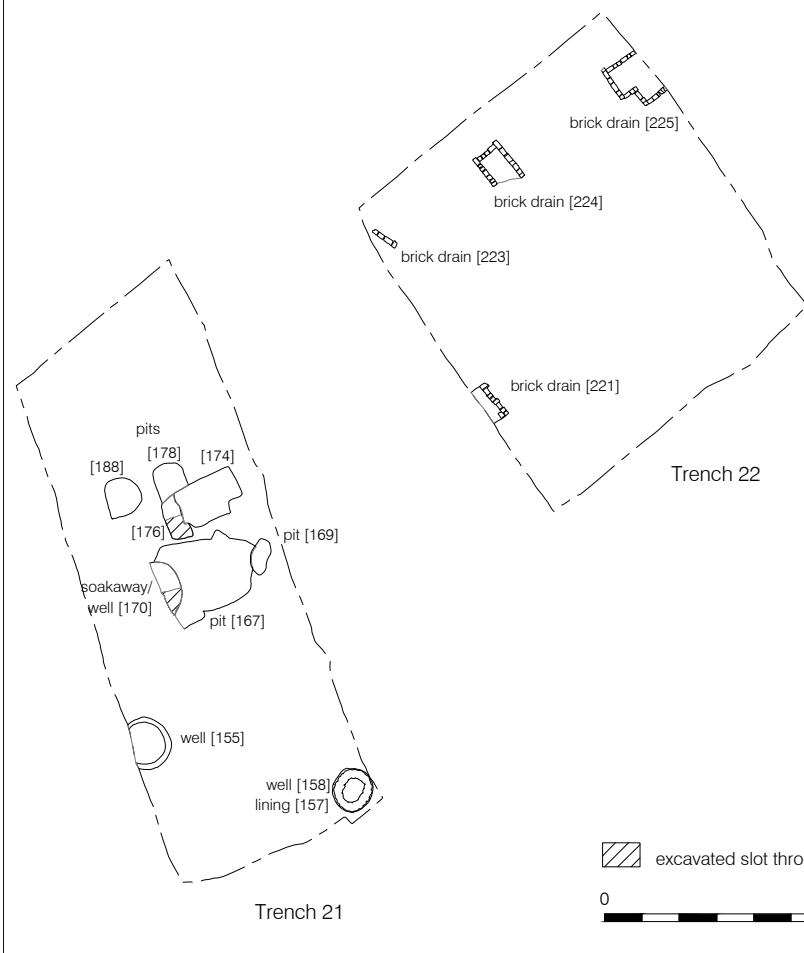 brick drain [225]
brick drain [224]
brick drain [223]
brick drain [221]
Trench 22
pits
[178]
[174]
[188]
[176]
pit [169]
soakaway/
well [170]
pit [167]
well [155]
well [158]
lining [157]
excavated slot thro
0
Trench 21